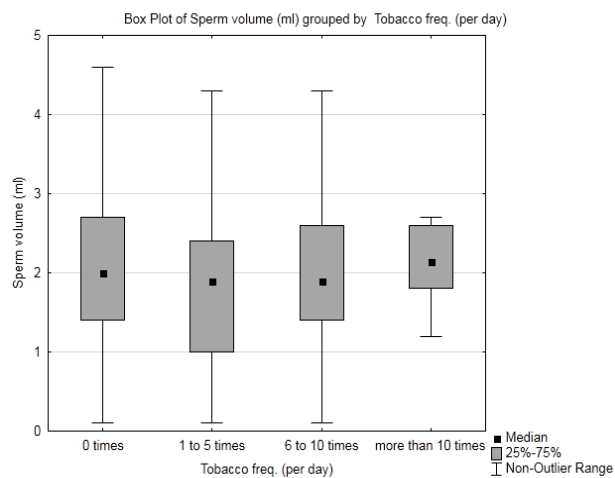 Box Plot of Sperm volume (ml) grouped by  Tobacco freq. (per day)
5
4
3
2
1
0
Sperm volume (ml)
0 times
1 to 5 times
6 to 10 times
more than 10 times
Tobacco freq. (per day)
Median
25%-75%
Non-Outlier Range